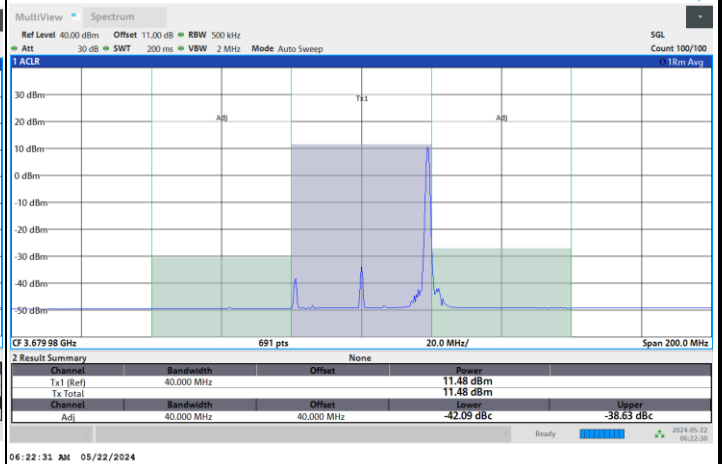 MultiView Spectrum
Ref Level 40.00 dBm Offset 11.00 dB RBW 500 kHz SGL
Att 30 dB SWT 200 ms VBW 2 MHz Mode Auto Sweep Count 100/100
1 ACLR 1Rm Avg
30 dBm
Tx1
20 dBm
Adj Adj
10 dBm
0 dBm
-10 dBm
-20 dBm
-30 dBm
-40 dBm
-50 dBm
CF 3.679 98 GHz 691 pts 20.0 MHz/ Span 200.0 MHz
2 Result Summary None
Channel Bandwidth Offset Power
Tx1 (Ref) 40.000 MHz 11.48 dBm
Tx Total 11.48 dBm
Channel Bandwidth Offset Lower Upper
Adj 40.000 MHz 40.000 MHz -42.09 dBc -38.63 dBc
Ready 2024-05-22
06:22:30
06:22:31 AM 05/22/2024